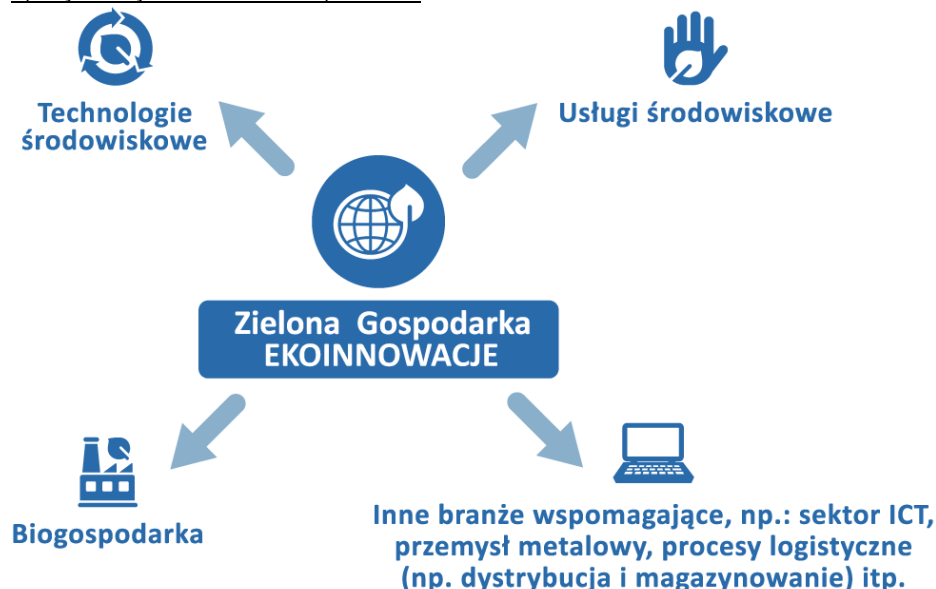 Technologie
środowiskowe
Usługi środowiskowe
Zielona Gospodarka
EKOINNOWACJE
Biogospodarka
Inne branże wspomagające, np.: sektor ICT,
przemysł metalowy, procesy logistyczne
(np. dystrybucja i magazynowanie) itp.